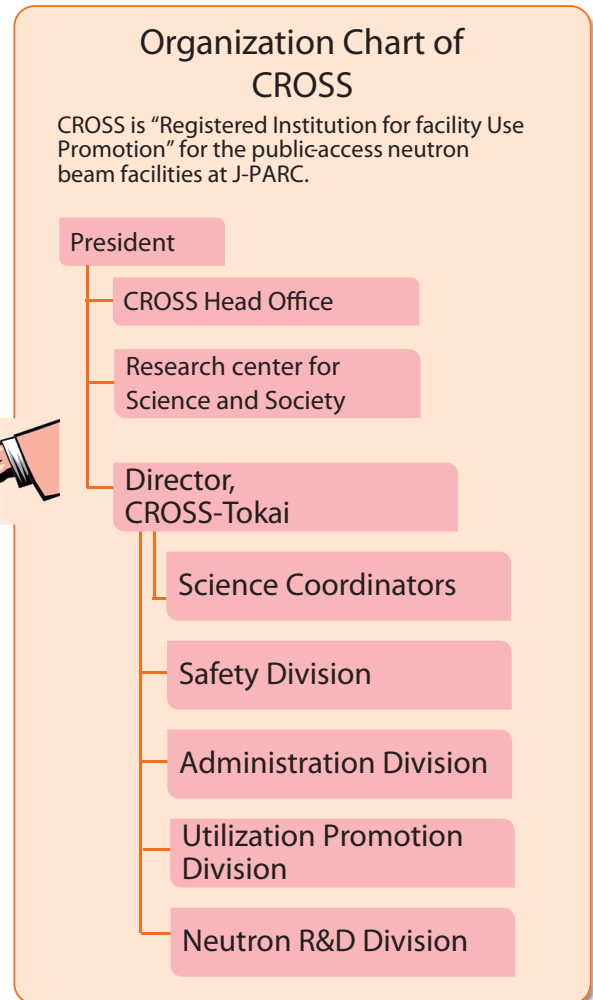 Organization Chart of
CROSS
CROSS is “Registered Institution for facility Use
Promotion” for the public-access neutron
beam facilities at J-PARC.
President
CROSS Head Office
Research center for
Science and Society
Director,
CROSS-Tokai
Science Coordinators
Safety Division
Administration Division
Utilization Promotion
Division
Neutron R&D Division